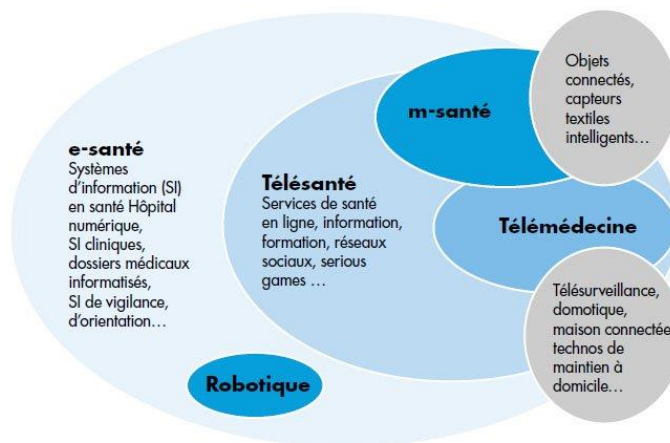 e-santé
Systèmes
d'information (SI)
en santé Hôpital
numérique,
SI cliniques,
dossiers médicaux
informatisés,
SI de vigilance,
d'orientation…
Télésanté
Services de santé
en ligne, information,
formation, réseaux
sociaux, serious
games …
m-santé
Objets
connectés,
capteurs
textiles
intelligents…
Télémédecine
Télésurveillance,
domotique,
maison connectée
technos de
maintien à
domicile…
Robotique